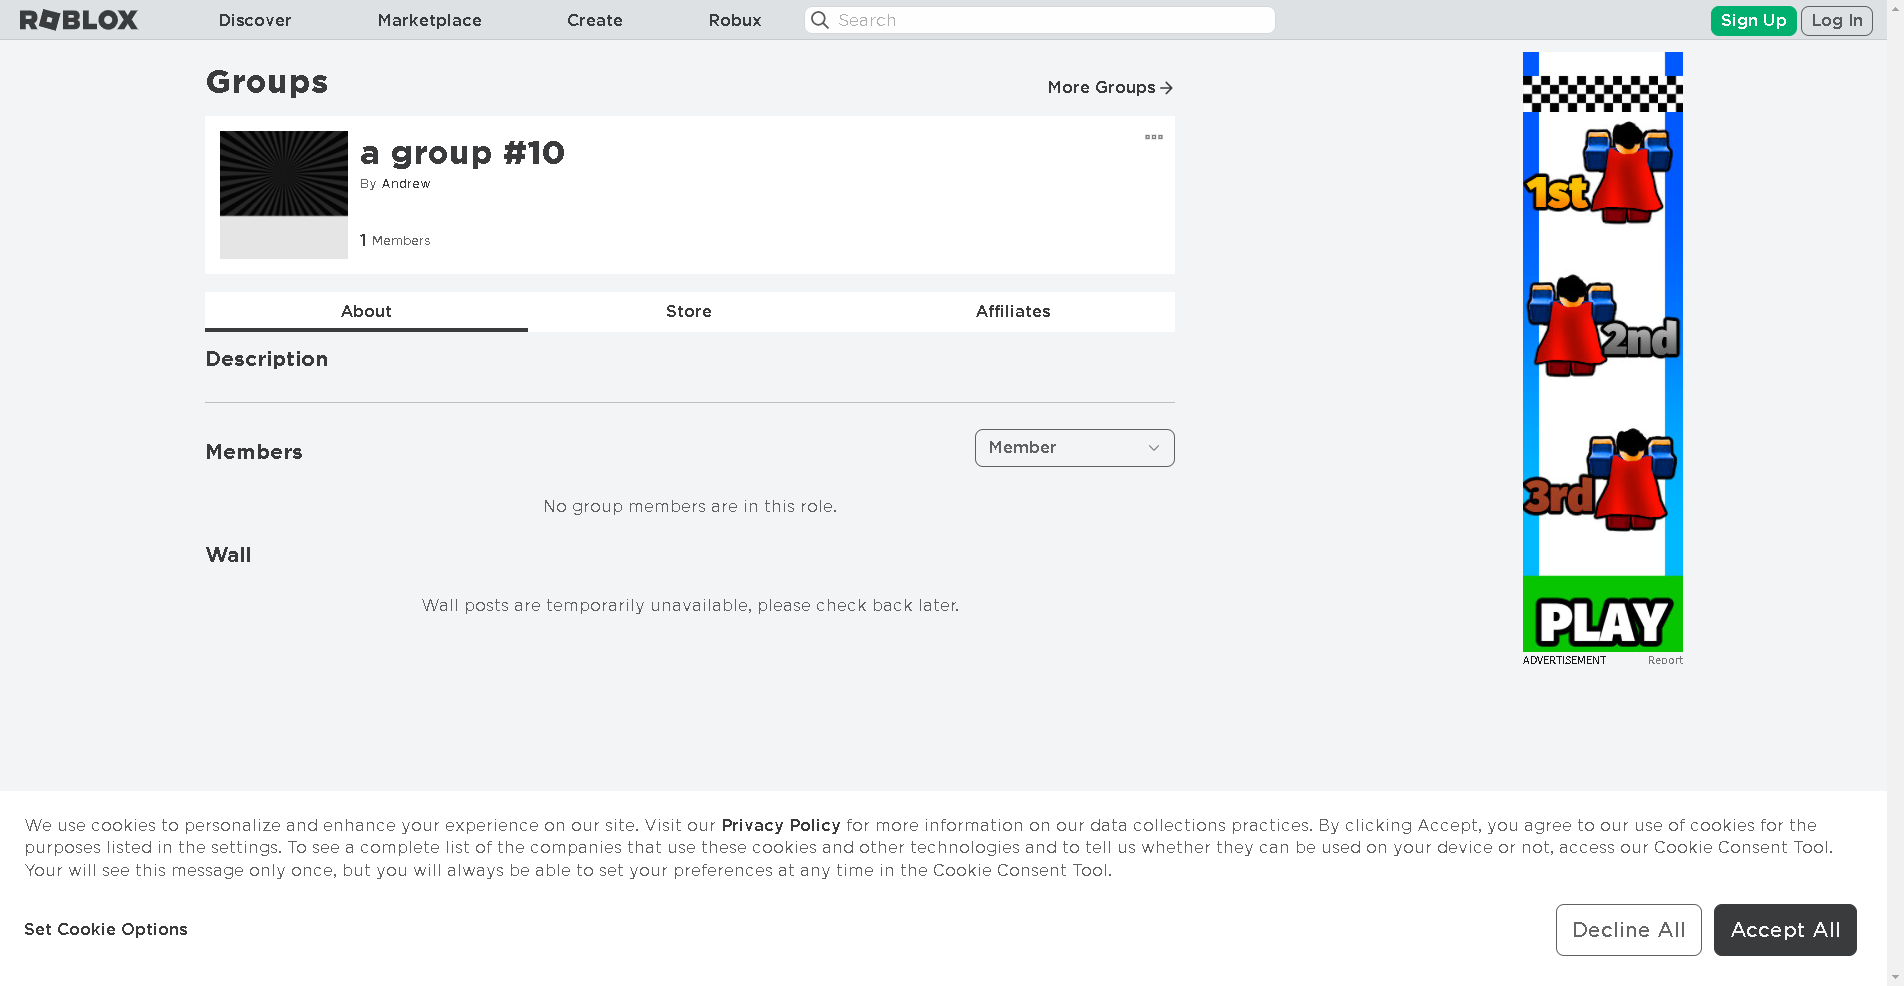 ROBLOX
Discover
Marketplace
Create
Robux
Search
Sign Up
Log In
Groups
More Groups
a group #10
By Andrew
1 Members
About
Store
Affiliates
Description
Members
Member
No group members are in this role.
Wall
Wall posts are temporarily unavailable, please check back later.
1st
2nd
3rd
PLAY
ADVERTISEMENT
Report
We use cookies to personalize and enhance your experience on our site. Visit our Privacy Policy for more information on our data collections practices. By clicking Accept, you agree to our use of cookies for the
purposes listed in the settings. To see a complete list of the companies that use these cookies and other technologies and to tell us whether they can be used on your device or not, access our Cookie Consent Tool.
Your will see this message only once, but you will always be able to set your preferences at any time in the Cookie Consent Tool.
Set Cookie Options
Decline All
Accept All